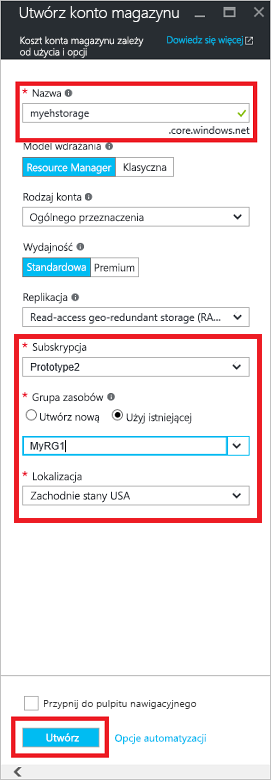 Utwórz konto magazynu
Koszt konta magazynu zależy
od użycia i opcji
Dowiedz się więcej
* Nazwa
myehstorage
.core.windows.net
Model wdrażania
Resource Manager Klasyczna
Rodzaj konta
Ogólnego przeznaczenia
Wydajność
Standardowa Premium
Replikacja
Read-access geo-redundant storage (RA...
* Subskrypcja
Prototype2
* Grupa zasobów
Utwórz nową Użyj istniejącej
MyRG1
* Lokalizacja
Zachodnie stany USA
Przypnij do pulpitu nawigacyjnego
Utwórz Opcje automatyzacji